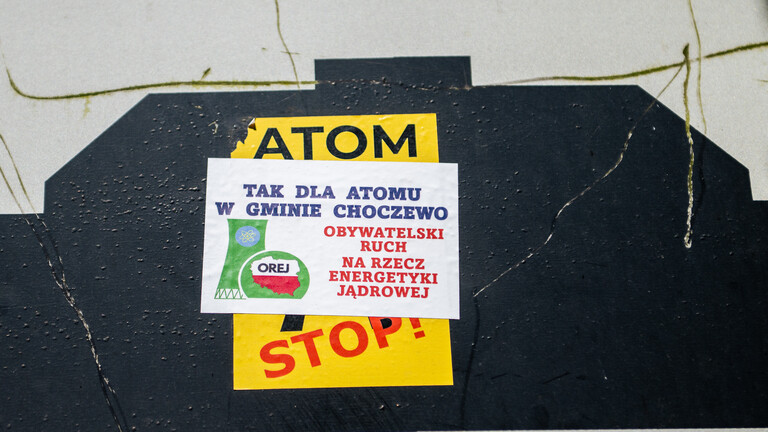 ATOM
TAK DLA ATOMU
W GMINIE CHOCZEWO
OBYWATELSKI
RUCH
NA RZECZ
ENERGETYKI
JĄDROWEJ
OREJ
STOP!